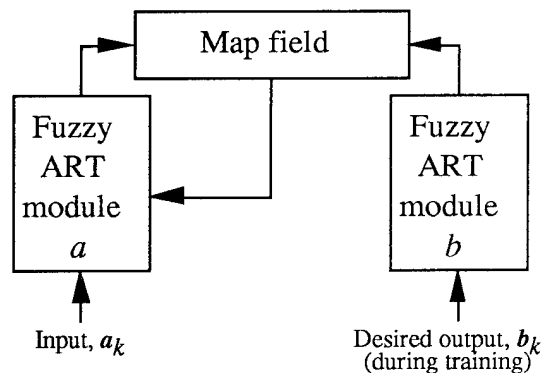 Map field
Fuzzy
ART
module
a
Fuzzy
ART
module
b
Input, a_k
Desired output, b_k
(during training)